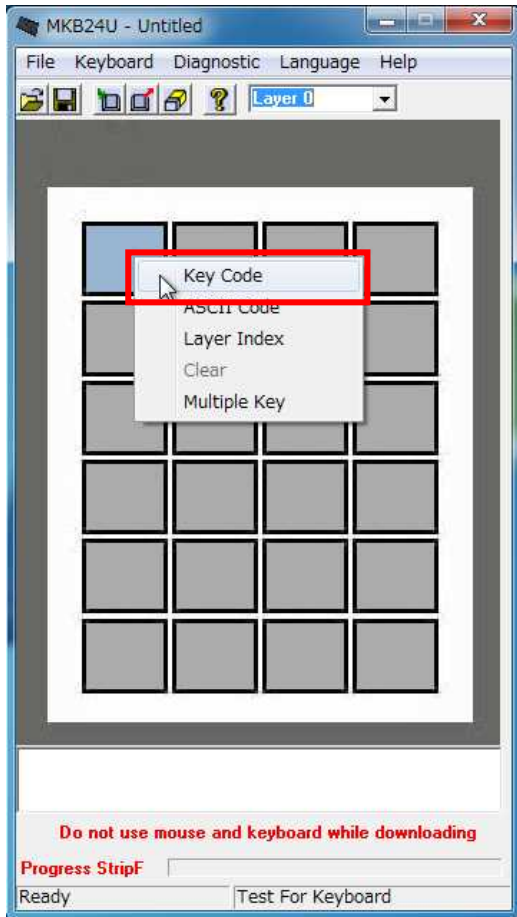 MKB24U - Untitled
File Keyboard Diagnostic Language Help
Layer 0
Key Code
ASCII Code
Layer Index
Clear
Multiple Key
Do not use mouse and keyboard while downloading
Progress StripF
Ready Test For Keyboard